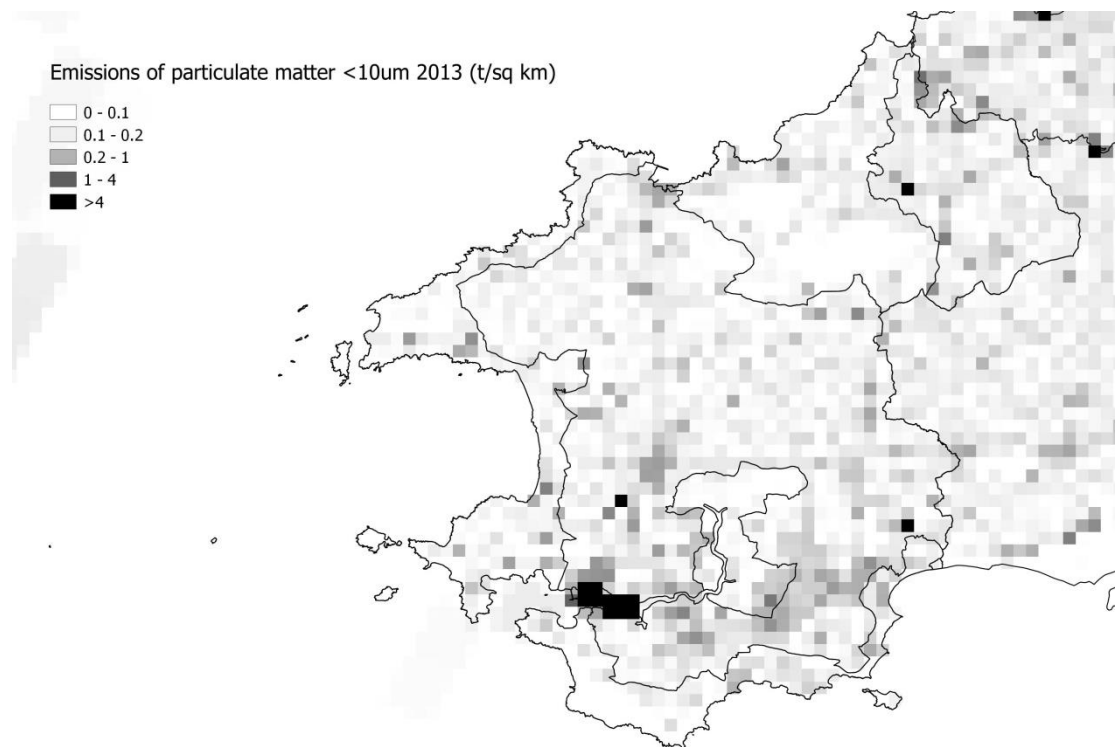 Emissions of particulate matter <10um 2013 (t/sq km)
0 - 0.1
0.1 - 0.2
0.2 - 1
1 - 4
>4